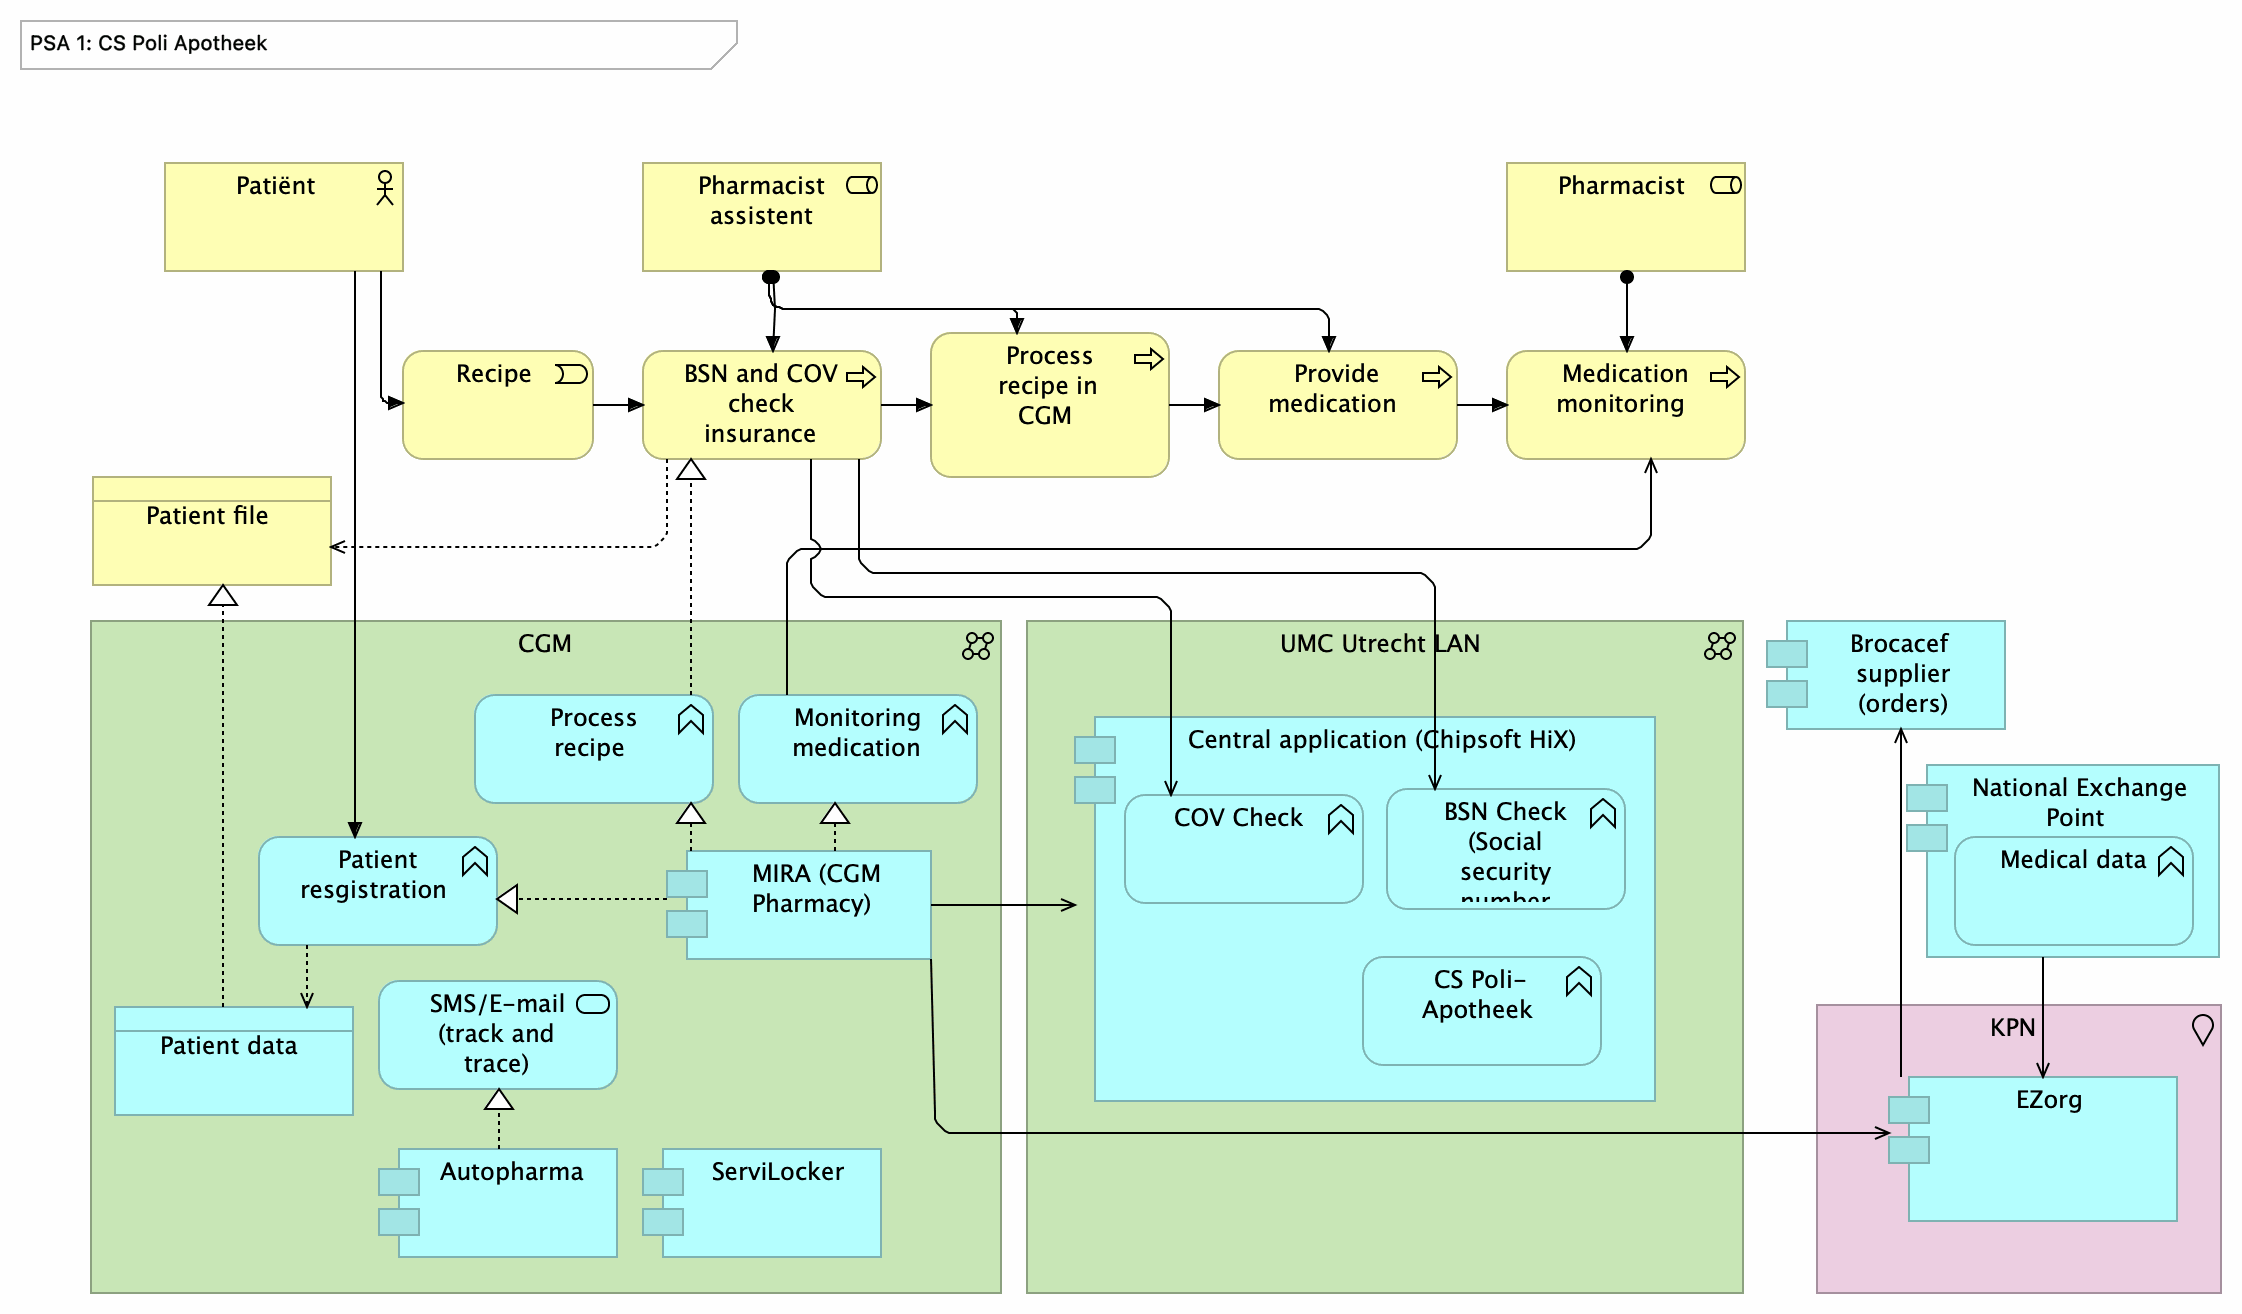 PSA 1: CS Poli Apotheek
Patiënt
Pharmacist
assistent
Pharmacist
Recipe
BSN and COV
check
insurance
Process
recipe in
CGM
Provide
medication
Medication
monitoring
Patient file
CGM
UMC Utrecht LAN
Brocacef
supplier
(orders)
Process
recipe
Monitoring
medication
Central application (Chipsoft HiX)
National Exchange
Point
Medical data
COV Check
BSN Check
(Social
security
number
Patient
resgistration
MIRA (CGM
Pharmacy)
CS Poli-
Apotheek
SMS/E-mail
(track and
trace)
Patient data
KPN
EZorg
Autopharma
ServiLocker